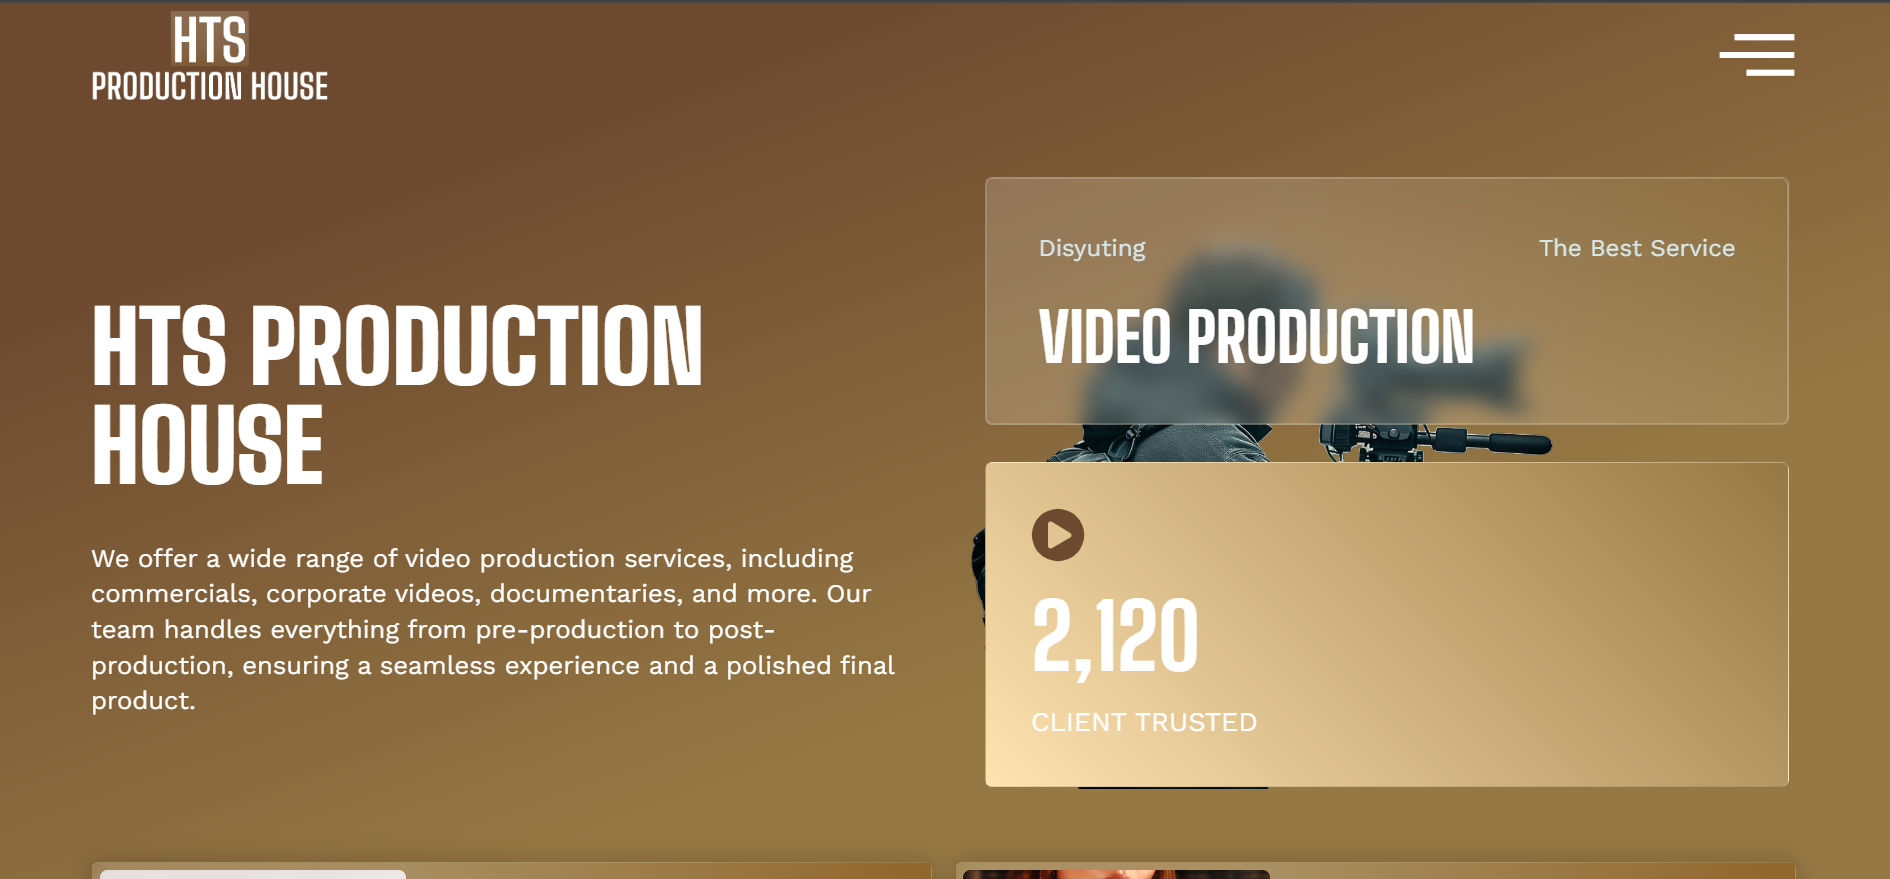 HTS
PRODUCTION HOUSE
HTS PRODUCTION
HOUSE
We offer a wide range of video production services, including
commercials, corporate videos, documentaries, and more. Our
team handles everything from pre-production to post-
production, ensuring a seamless experience and a polished final
product.
Disyuting
The Best Service
VIDEO PRODUCTION
2,120
CLIENT TRUSTED